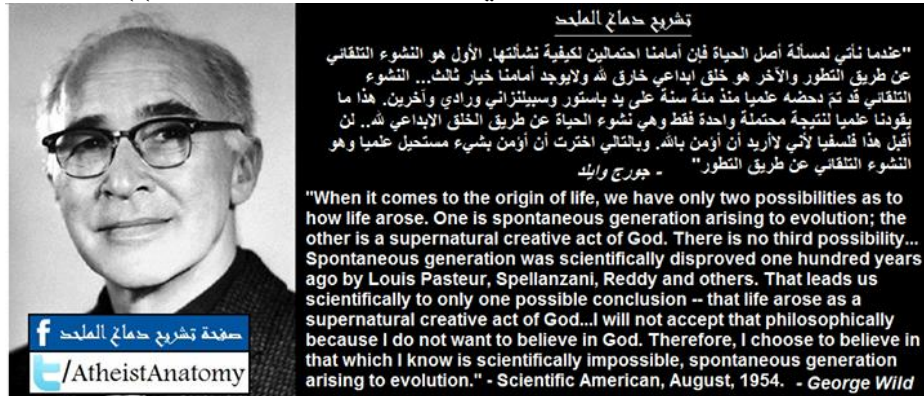 تشريح دماغ الملحد
"عندما نأتي لمسألة أصل الحياة فإن أمامنا احتمالين لكيفية نشأتها. الأول هو النشوء التلقائي
عن طريق التطور والآخر هو خلق ابداعي خارق لله ولايوجد أمامنا خيار ثالث... النشوء
التلقائي قد تمّ دحضه علميا منذ مئة سنة على يد باستور وسبيلنزاني ورادي وآخرين. هذا ما
يقودنا علميا لنتيجة محتملة واحدة فقط وهي نشوء الحياة عن طريق الخلق الابداعي لله.. لن
أقبل هذا فلسفيا لأني لاأريد أن أؤمن بالله. وبالتالي اخترت أن أؤمن بشيء مستحيل علميا وهو
النشوء التلقائي عن طريق التطور" - جورج وايلد
"When it comes to the origin of life, we have only two possibilities as to
how life arose. One is spontaneous generation arising to evolution; the
other is a supernatural creative act of God. There is no third possibility...
Spontaneous generation was scientifically disproved one hundred years
ago by Louis Pasteur, Spellanzani, Reddy and others. That leads us
scientifically to only one possible conclusion -- that life arose as a
supernatural creative act of God...I will not accept that philosophically
because I do not want to believe in God. Therefore, I choose to believe in
that which I know is scientifically impossible, spontaneous generation
arising to evolution." - Scientific American, August, 1954. - George Wild
صفحة تشريح دماغ الملحد f
/AtheistAnatomy